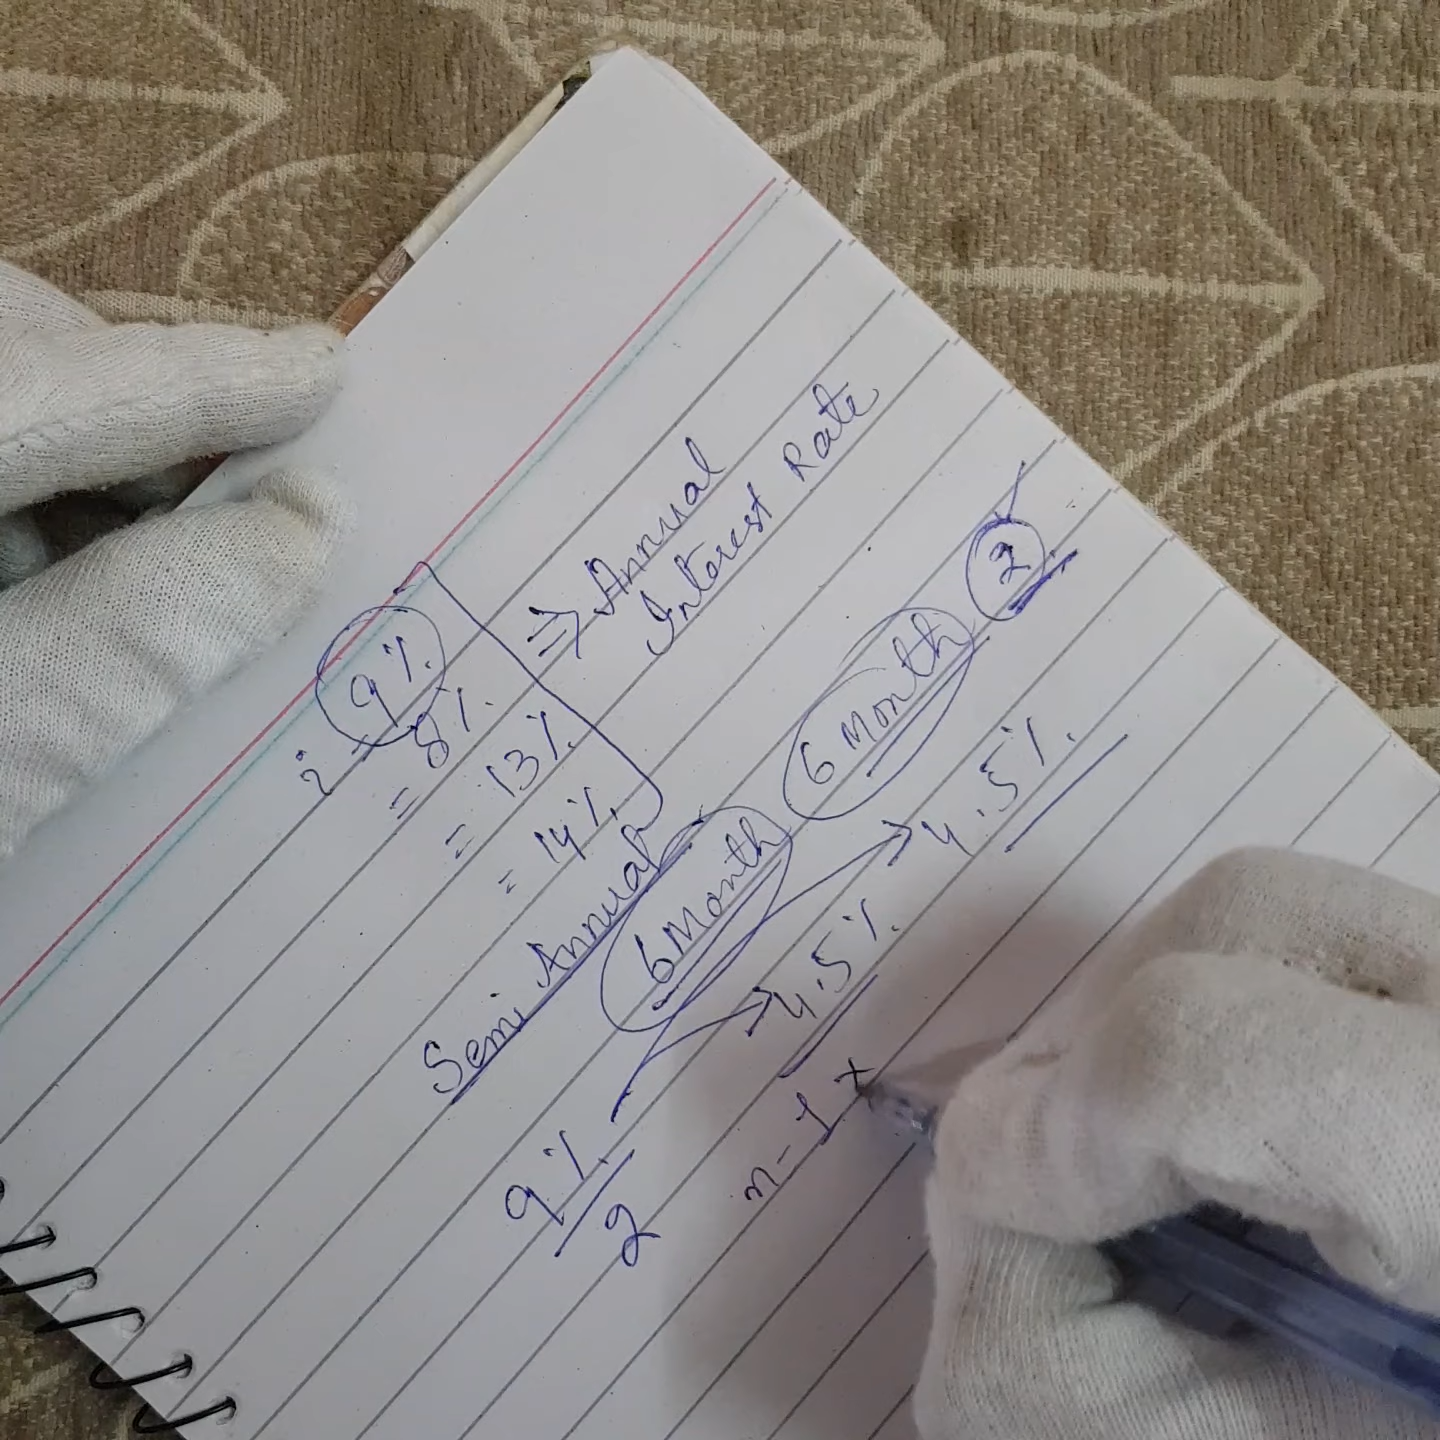 i = 9% ⇒ Annual
= 8% Interest Rate
= 13%
= 14%
Semi Annual
6 Month 6 Month 2
9%/2 → 4.5% → 4.5%
n - 1 ×